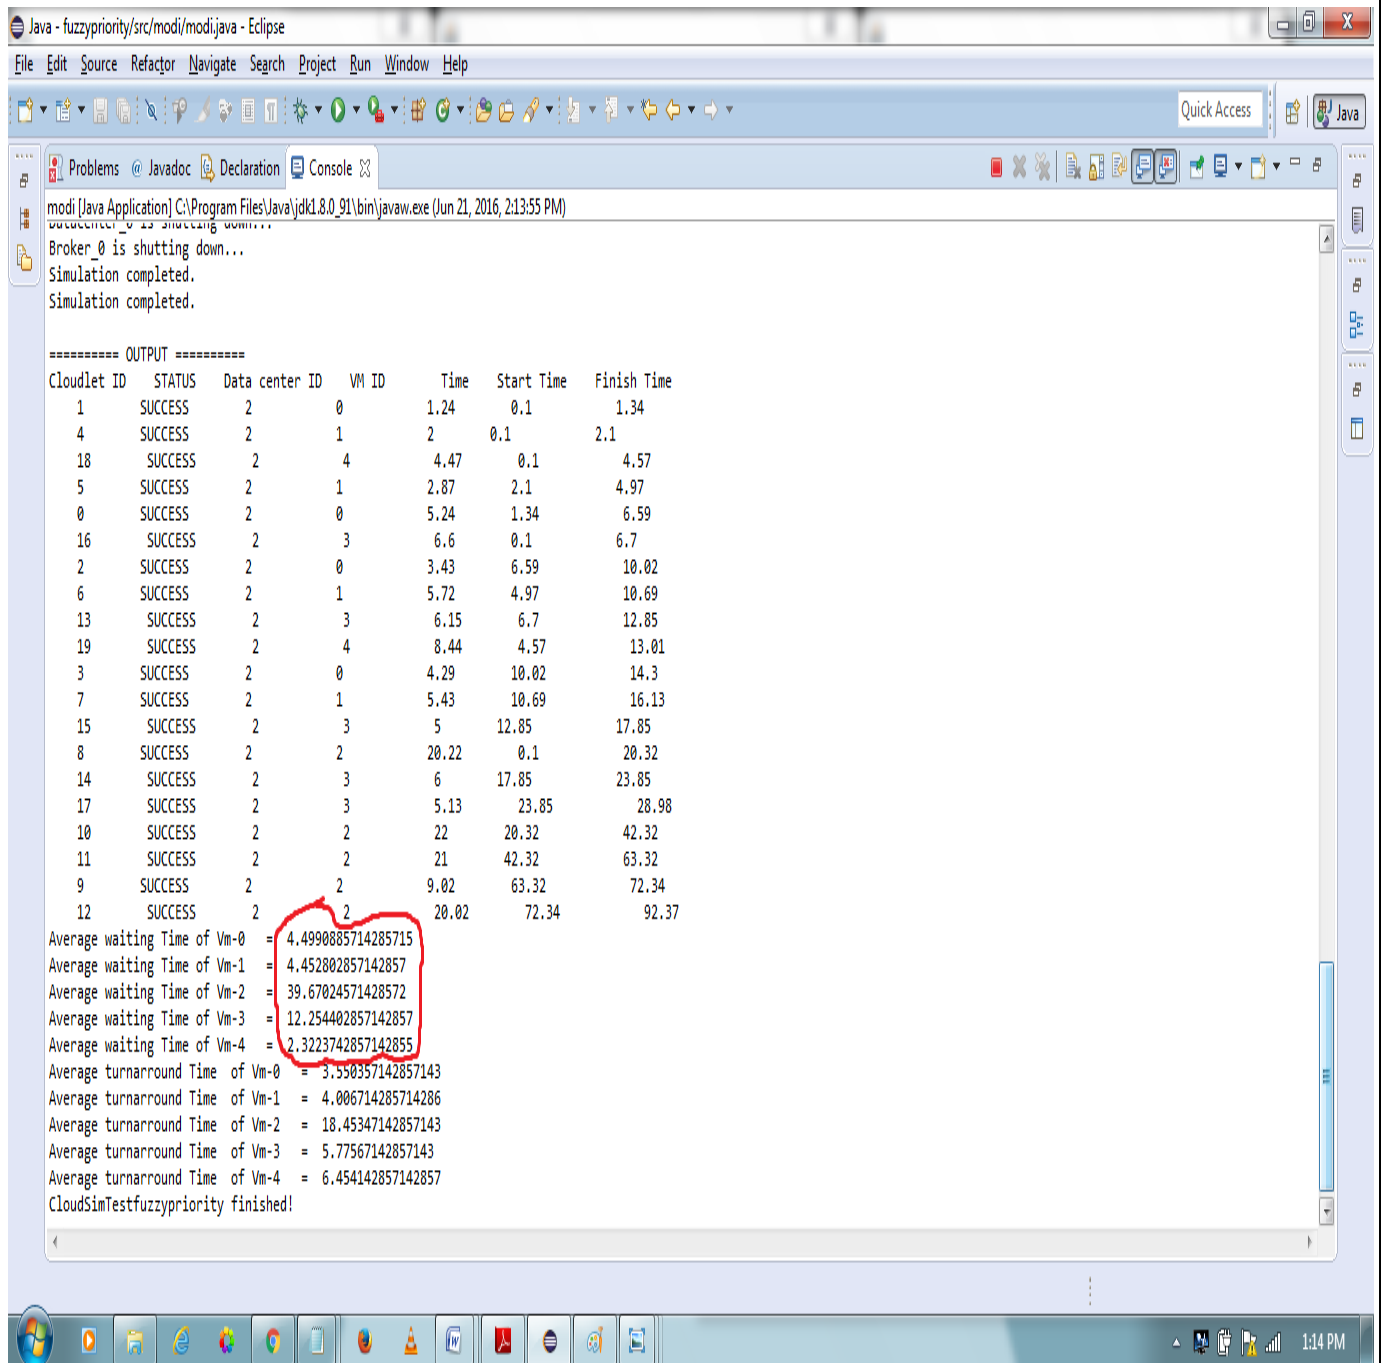 Java - fuzzypriority/src/modi/modi.java - Eclipse
File Edit Source Refactor Navigate Search Project Run Window Help
Quick Access Java
Problems @ Javadoc Declaration Console
modi [Java Application] C:\Program Files\Java\jdk1.8.0_91\bin\javaw.exe (Jun 21, 2016, 2:13:55 PM)
Datacenter_0 is shutting down...
Broker_0 is shutting down...
Simulation completed.
Simulation completed.
========== OUTPUT ==========
Cloudlet ID STATUS Data center ID VM ID Time Start Time Finish Time
1 SUCCESS 2 0 1.24 0.1 1.34
4 SUCCESS 2 1 2 0.1 2.1
18 SUCCESS 2 4 4.47 0.1 4.57
5 SUCCESS 2 1 2.87 2.1 4.97
0 SUCCESS 2 0 5.24 1.34 6.59
16 SUCCESS 2 3 6.6 0.1 6.7
2 SUCCESS 2 0 3.43 6.59 10.02
6 SUCCESS 2 1 5.72 4.97 10.69
13 SUCCESS 2 3 6.15 6.7 12.85
19 SUCCESS 2 4 8.44 4.57 13.01
3 SUCCESS 2 0 4.29 10.02 14.3
7 SUCCESS 2 1 5.43 10.69 16.13
15 SUCCESS 2 3 5 12.85 17.85
8 SUCCESS 2 2 20.22 0.1 20.32
14 SUCCESS 2 3 6 17.85 23.85
17 SUCCESS 2 3 5.13 23.85 28.98
10 SUCCESS 2 2 22 20.32 42.32
11 SUCCESS 2 2 21 42.32 63.32
9 SUCCESS 2 2 9.02 63.32 72.34
12 SUCCESS 2 2 20.02 72.34 92.37
Average waiting Time of Vm-0 = 4.4990885714285715
Average waiting Time of Vm-1 = 4.452802857142857
Average waiting Time of Vm-2 = 39.67024571428572
Average waiting Time of Vm-3 = 12.254402857142857
Average waiting Time of Vm-4 = 2.3223742857142855
Average turnarround Time of Vm-0 = 3.550357142857143
Average turnarround Time of Vm-1 = 4.006714285714286
Average turnarround Time of Vm-2 = 18.45347142857143
Average turnarround Time of Vm-3 = 5.77567142857143
Average turnarround Time of Vm-4 = 6.454142857142857
CloudSimTestfuzzypriority finished!
1:14 PM